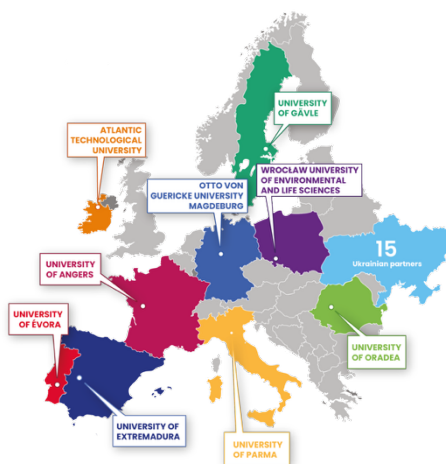 UNIVERSITY
OF GÄVLE
ATLANTIC
TECHNOLOGICAL
UNIVERSITY
WROCŁAW UNIVERSITY
OF ENVIRONMENTAL
AND LIFE SCIENCES
OTTO VON
GUERICKE UNIVERSITY
MAGDEBURG
15
Ukrainian partners
UNIVERSITY
OF ANGERS
UNIVERSITY
OF ÉVORA
UNIVERSITY
OF ORADEA
UNIVERSITY OF
EXTREMADURA
UNIVERSITY
OF PARMA